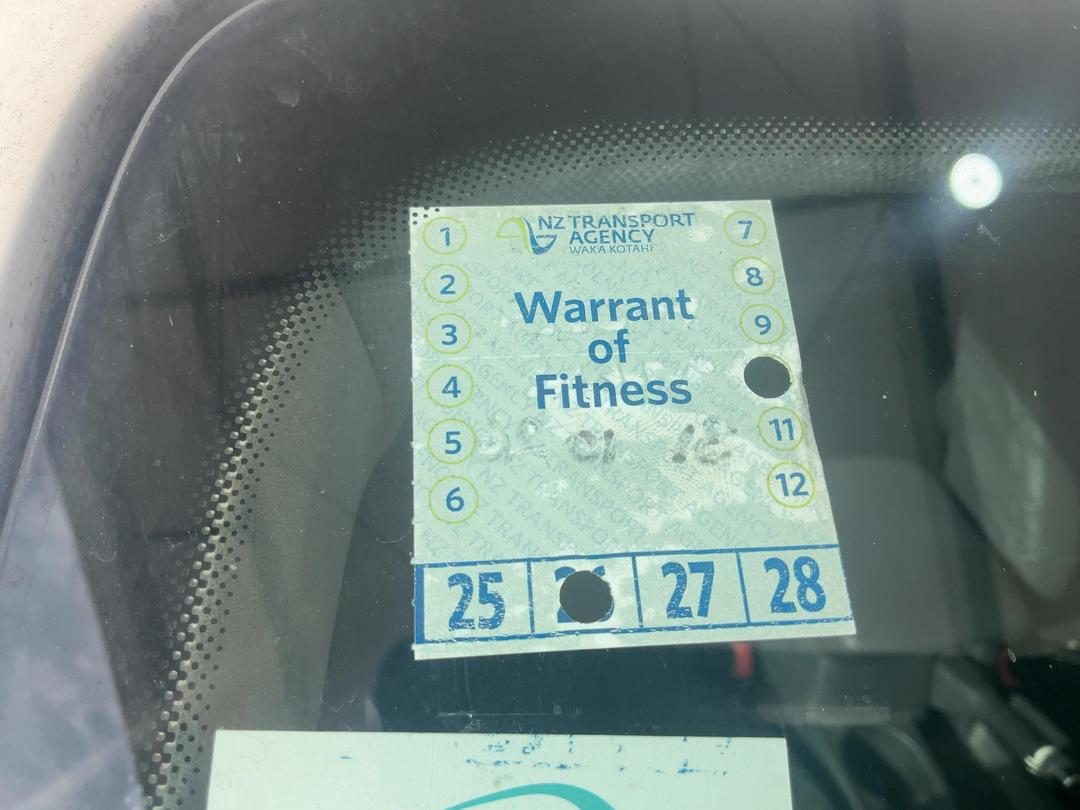 NZ TRANSPORT
AGENCY
WAKA KOTAHI
Warrant
of
Fitness
1
2
3
4
5
6
7
8
9
11
12
25 27 28